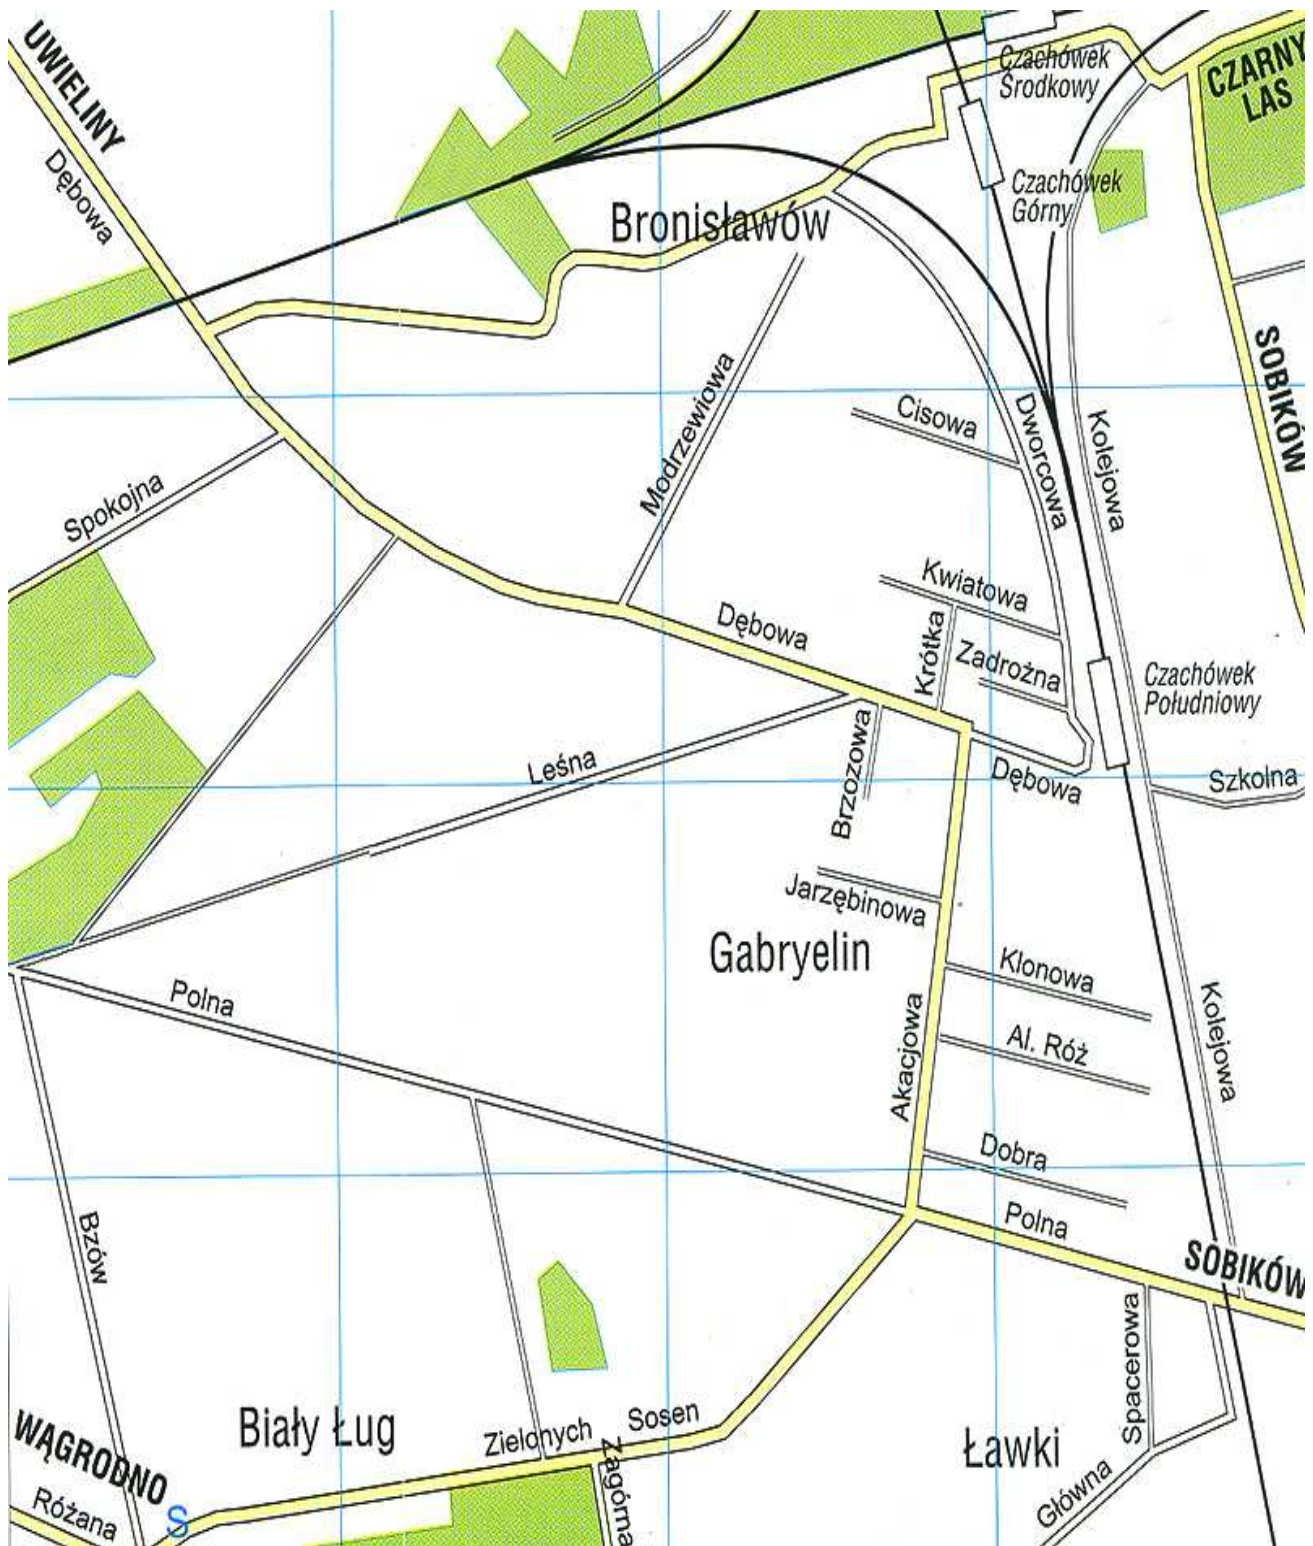 UWIELINY
Dębowa
Czachówek
Środkowy
CZARNY
LAS
Czachówek
Górny
Bronisławów
SOBIKÓW
Modrzewiowa
Cisowa
Dworcowa
Kolejowa
Spokojna
Kwiatowa
Dębowa
Krótka
Zadrożna
Czachówek
Południowy
Leśna
Brzozowa
Dębowa
Szkolna
Jarzębinowa
Gabryelin
Klonowa
Polna
Akacjowa
Al. Róż
Kolejowa
Dobra
Polna
Bzów
SOBIKÓW
Spacerowa
Biały Ług
Zielonych Sosen
Ławki
WĄGRODNO
Zagórna
Główna
Różana
S